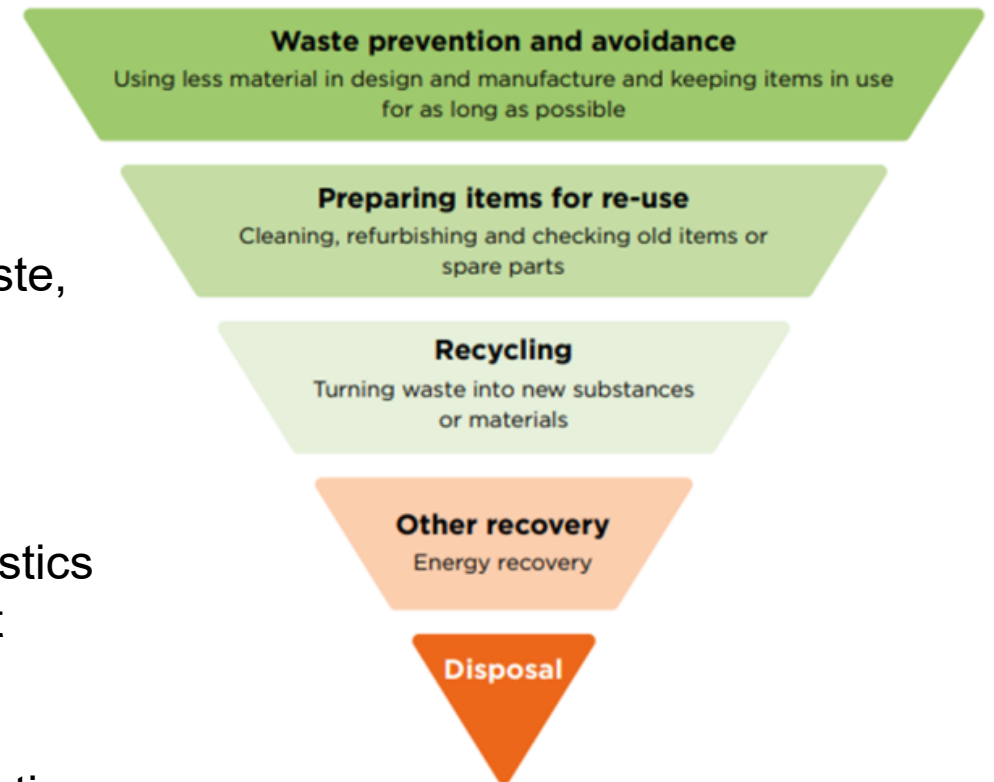 Waste prevention and avoidance
Using less material in design and manufacture and keeping items in use
for as long as possible
Preparing items for re-use
Cleaning, refurbishing and checking old items or
spare parts
ste,
Recycling
Turning waste into new substances
or materials
Other recovery
Energy recovery
stics
Disposal